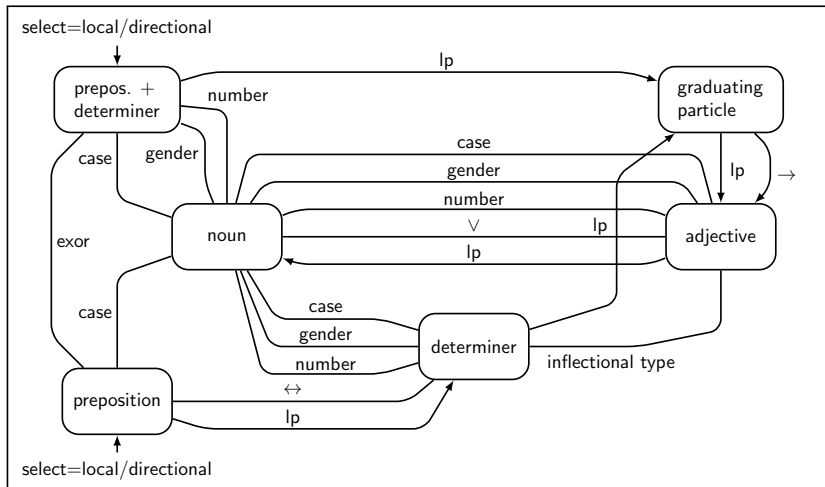 select=local/directional
lp
prepos. +
determiner
graduating
particle
number
case
gender
case
lp
→
gender
number
noun
∨
lp
adjective
exor
lp
case
case
gender
determiner
number
inflectional type
preposition
↔
lp
select=local/directional